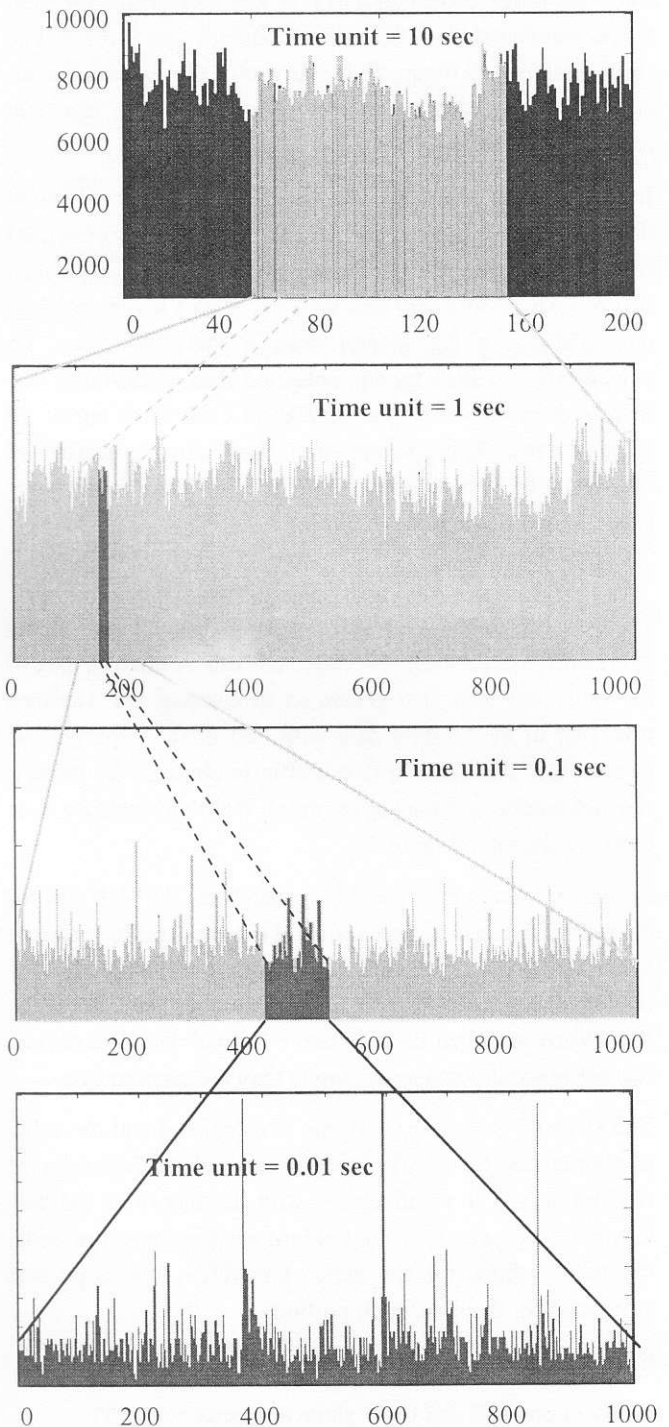 10000
Time unit = 10 sec
8000
6000
4000
2000
0 40 80 120 160 200
Time unit = 1 sec
0 200 400 600 800 1000
Time unit = 0.1 sec
0 200 400 600 800 1000
Time unit = 0.01 sec
0 200 400 600 800 1000